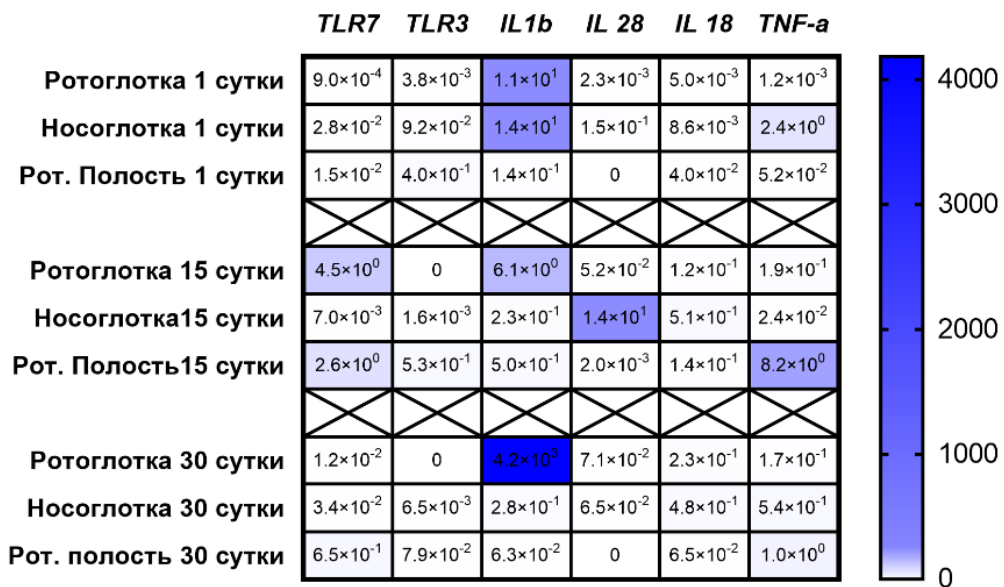 TLR7 TLR3 IL1b IL 28 IL 18 TNF-a
Ротоглотка 1 сутки 9.0×10⁻⁴ 3.8×10⁻³ 1.1×10¹ 2.3×10⁻³ 5.0×10⁻³ 1.2×10⁻³
Носоглотка 1 сутки 2.8×10⁻² 9.2×10⁻² 1.4×10¹ 1.5×10⁻¹ 8.6×10⁻³ 2.4×10⁰
Рот. Полость 1 сутки 1.5×10⁻² 4.0×10⁻¹ 1.4×10⁻¹ 0 4.0×10⁻² 5.2×10⁻²
Ротоглотка 15 сутки 4.5×10⁰ 0 6.1×10⁰ 5.2×10⁻² 1.2×10⁻¹ 1.9×10⁻¹
Носоглотка15 сутки 7.0×10⁻³ 1.6×10⁻³ 2.3×10⁻¹ 1.4×10¹ 5.1×10⁻¹ 2.4×10⁻²
Рот. Полость15 сутки 2.6×10⁰ 5.3×10⁻¹ 5.0×10⁻¹ 2.0×10⁻³ 1.4×10⁻¹ 8.2×10⁰
Ротоглотка 30 сутки 1.2×10⁻² 0 4.2×10³ 7.1×10⁻² 2.3×10⁻¹ 1.7×10⁻¹
Носоглотка 30 сутки 3.4×10⁻² 6.5×10⁻³ 2.8×10⁻¹ 6.5×10⁻² 4.8×10⁻¹ 5.4×10⁻¹
Рот. полость 30 сутки 6.5×10⁻¹ 7.9×10⁻² 6.3×10⁻² 0 6.5×10⁻² 1.0×10⁰
4000
3000
2000
1000
0